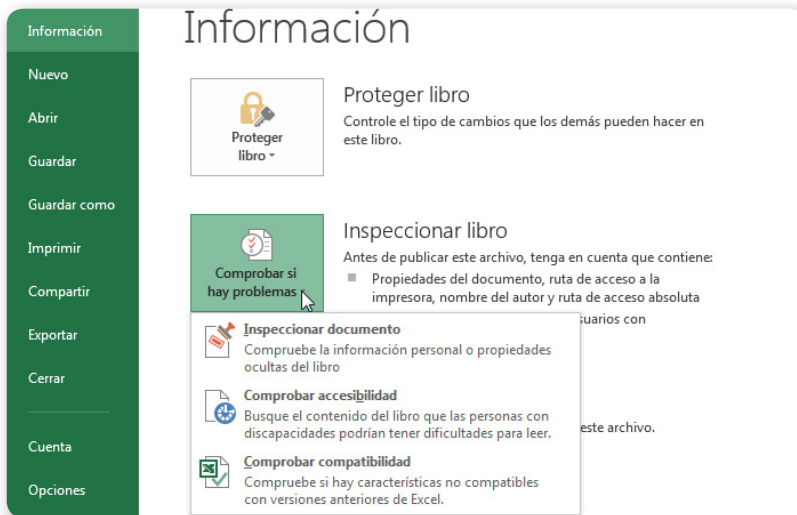 Información
Nuevo
Abrir
Guardar
Guardar como
Imprimir
Compartir
Exportar
Cerrar
Cuenta
Opciones
Información
Proteger
libro
Proteger libro
Controle el tipo de cambios que los demás pueden hacer en
este libro.
Comprobar si
hay problemas
Inspeccionar libro
Antes de publicar este archivo, tenga en cuenta que contiene:
Propiedades del documento, ruta de acceso a la
impresora, nombre del autor y ruta de acceso absoluta
suarios con
este archivo.
Inspeccionar documento
Compruebe la información personal o propiedades
ocultas del libro
Comprobar accesibilidad
Busque el contenido del libro que las personas con
discapacidades podrían tener dificultades para leer.
Comprobar compatibilidad
Compruebe si hay características no compatibles
con versiones anteriores de Excel.